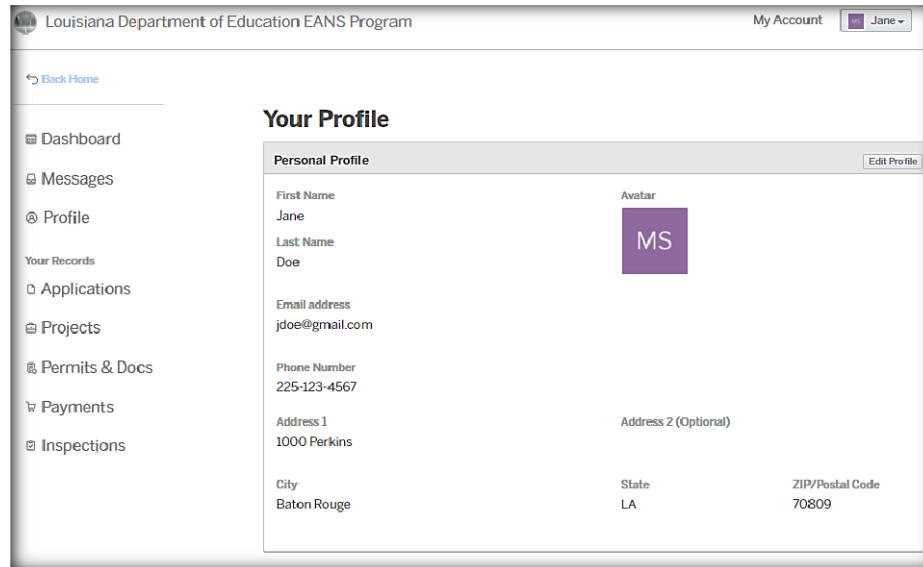 Louisiana Department of Education EANS Program
My Account
MS Jane
Back Home
Dashboard
Messages
Profile
Your Records
Applications
Projects
Permits & Docs
Payments
Inspections
Your Profile
Personal Profile
Edit Profile
First Name
Jane
Avatar
MS
Last Name
Doe
Email address
jdoe@gmail.com
Phone Number
225-123-4567
Address 1
1000 Perkins
Address 2 (Optional)
City
Baton Rouge
State
LA
ZIP/Postal Code
70809